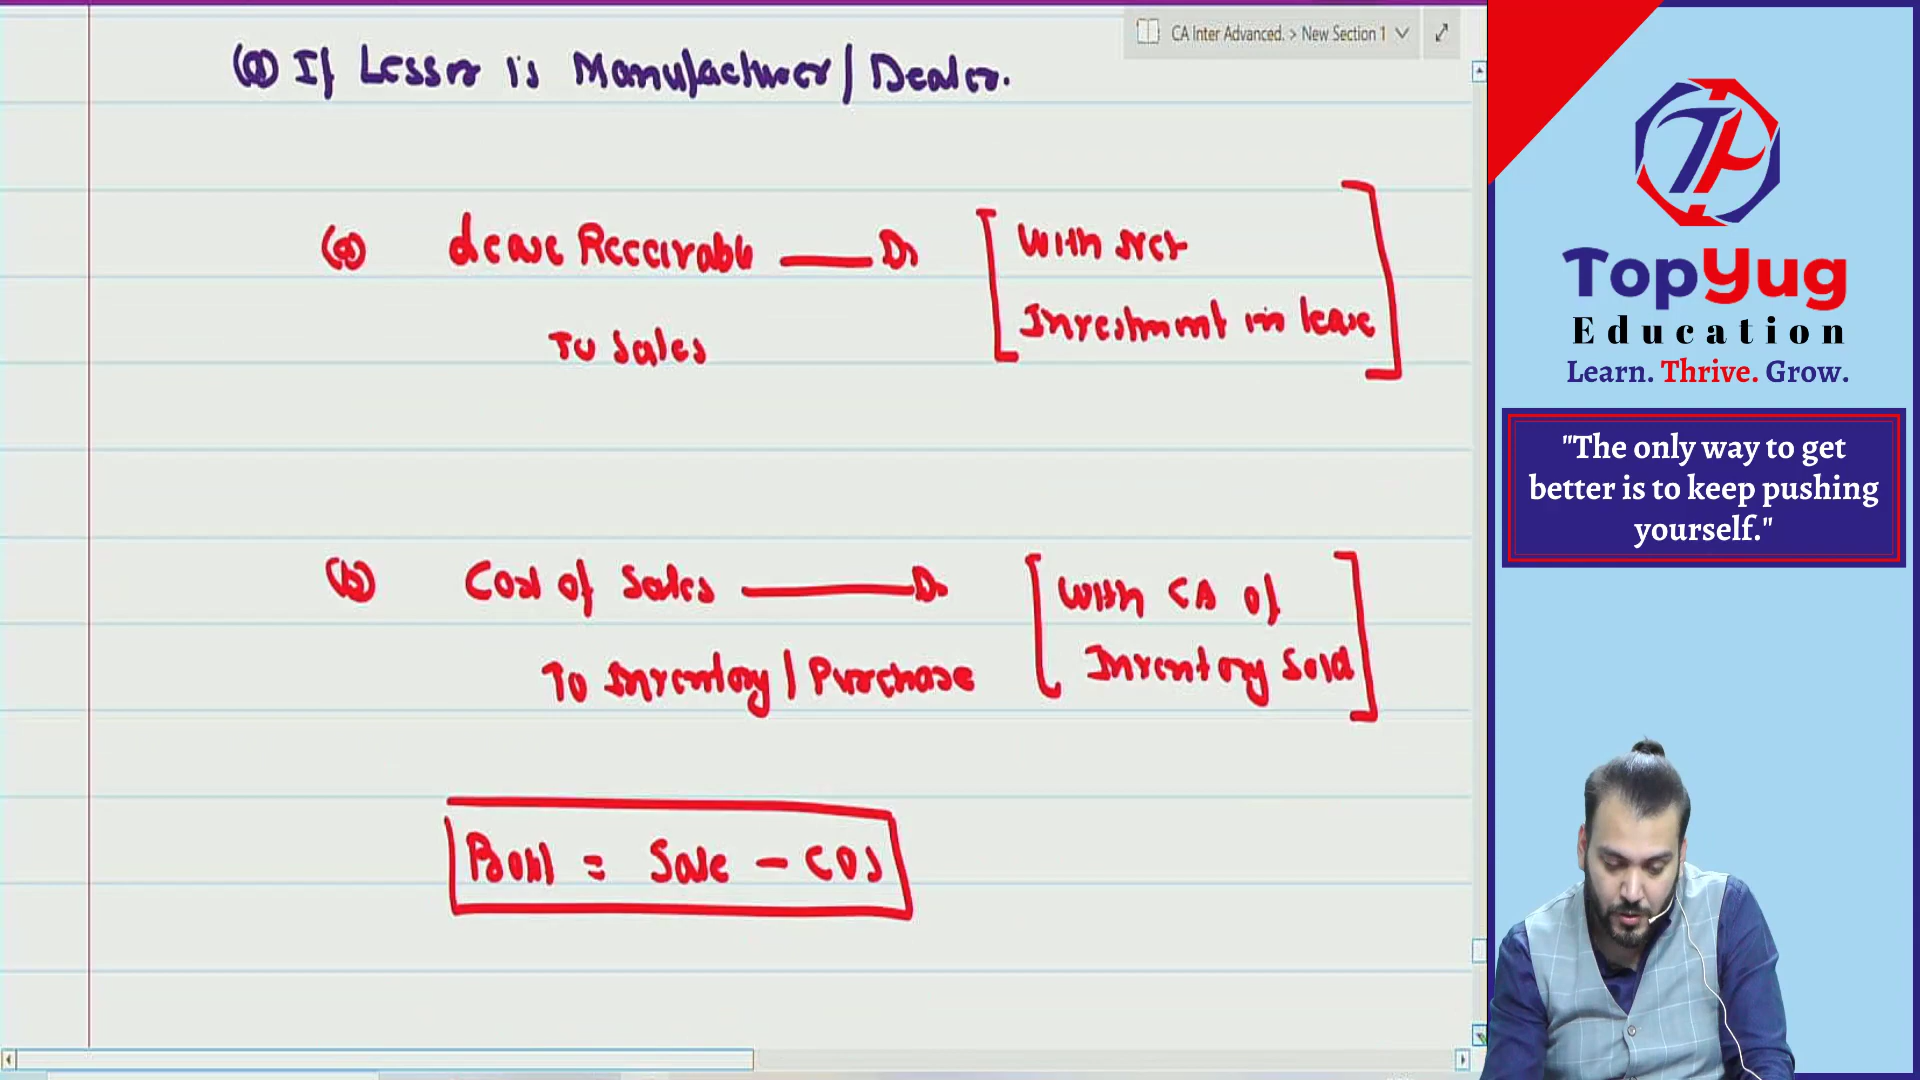 CA Inter Advanced. > New Section 1
(a) If Lessor is Manufacturer / Dealer.
(a) Lease Receivable — Dr
To Sales
[With Net
Investment in lease]
(b) Cost of Sales — Dr
To Inventory / Purchase
[With CA of
Inventory Sold]
Profit = Sale - COS
TopYug
Education
Learn. Thrive. Grow.
"The only way to get
better is to keep pushing
yourself."